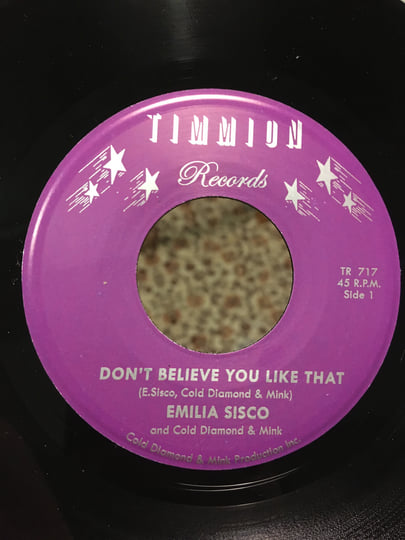 TIMMION
Records
TR 717
45 R.P.M.
Side 1
DON'T BELIEVE YOU LIKE THAT
(E.Sisco, Cold Diamond & Mink)
EMILIA SISCO
and Cold Diamond & Mink
Cold Diamond & Mink Production Inc.